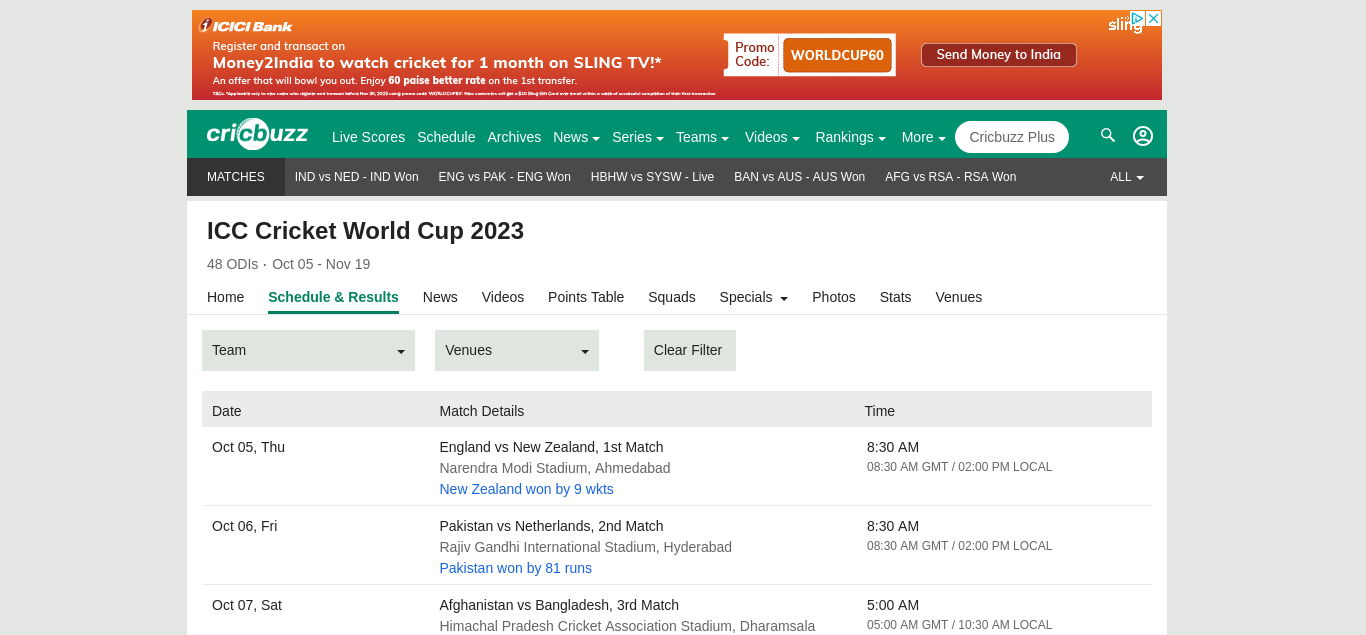 ICICI Bank
Register and transact on
Money2India to watch cricket for 1 month on SLING TV!*
An offer that will bowl you out. Enjoy 60 paise better rate on the 1st transfer.
Promo Code:
WORLDCUP60
Send Money to India
sling
cricbuzz
Live Scores Schedule Archives News Series Teams Videos Rankings More Cricbuzz Plus
MATCHES IND vs NED - IND Won ENG vs PAK - ENG Won HBHW vs SYSW - Live BAN vs AUS - AUS Won AFG vs RSA - RSA Won ALL
ICC Cricket World Cup 2023
48 ODIs · Oct 05 - Nov 19
Home Schedule & Results News Videos Points Table Squads Specials Photos Stats Venues
Team Venues Clear Filter
Date Match Details Time
Oct 05, Thu England vs New Zealand, 1st Match 8:30 AM
Narendra Modi Stadium, Ahmedabad 08:30 AM GMT / 02:00 PM LOCAL
New Zealand won by 9 wkts
Oct 06, Fri Pakistan vs Netherlands, 2nd Match 8:30 AM
Rajiv Gandhi International Stadium, Hyderabad 08:30 AM GMT / 02:00 PM LOCAL
Pakistan won by 81 runs
Oct 07, Sat Afghanistan vs Bangladesh, 3rd Match 5:00 AM
Himachal Pradesh Cricket Association Stadium, Dharamsala 05:00 AM GMT / 10:30 AM LOCAL